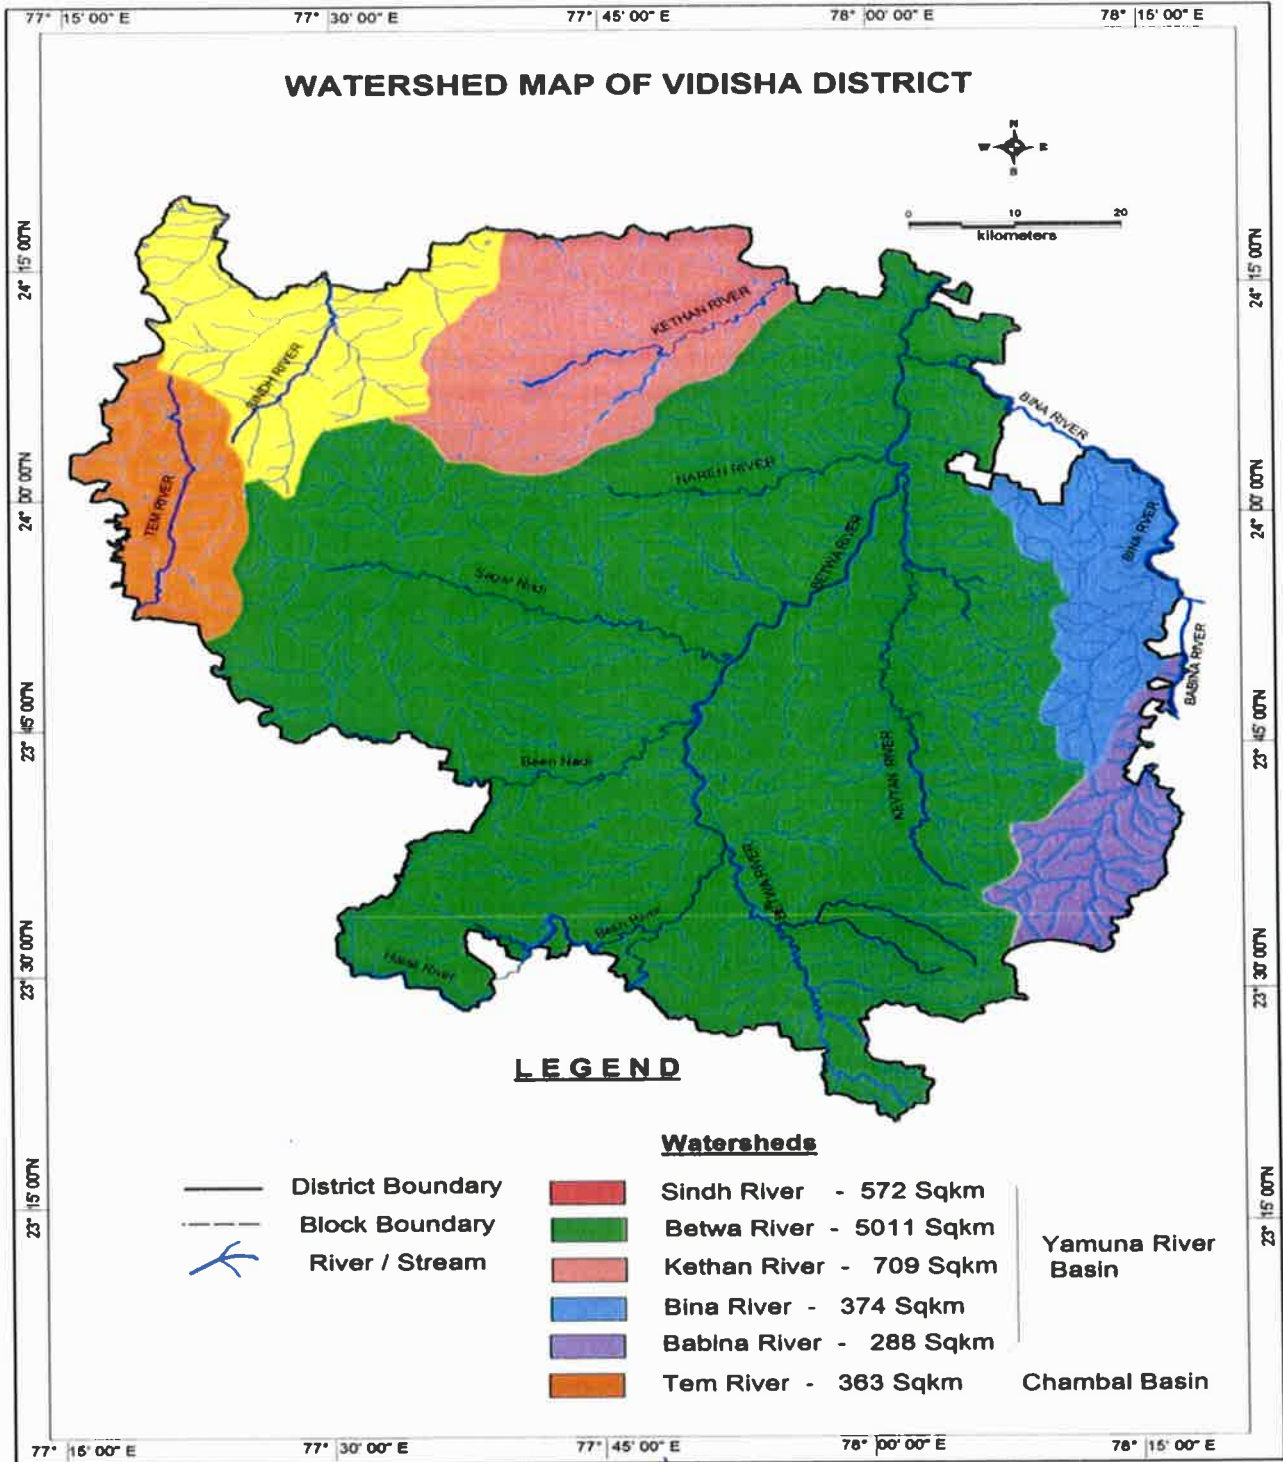 77° 15' 00" E 77° 30' 00" E 77° 45' 00" E 78° 00' 00" E 78° 15' 00" E
WATERSHED MAP OF VIDISHA DISTRICT
N
W E
S
0 10 20
kilometers
24° 15' 00"N
24° 15' 00"N
KETHAN RIVER
SINDH RIVER
BINA RIVER
NAREN RIVER
TEM RIVER
24° 00' 00"N
24° 00' 00"N
BETWA RIVER
BINA RIVER
Nadi
BABINA RIVER
23° 45' 00"N
23° 45' 00"N
Been Nadi
KEVTAN RIVER
BETWA RIVER
Besh River
River
23° 30' 00"N
23° 30' 00"N
LEGEND
Watersheds
District Boundary
Block Boundary
River / Stream
Sindh River - 572 Sqkm
Betwa River - 5011 Sqkm
Kethan River - 709 Sqkm
Bina River - 374 Sqkm
Babina River - 288 Sqkm
Yamuna River
Basin
Tem River - 363 Sqkm Chambal Basin
23° 15' 00"N
23° 15' 00"N
77° 15' 00" E 77° 30' 00" E 77° 45' 00" E 78° 00' 00" E 78° 15' 00" E